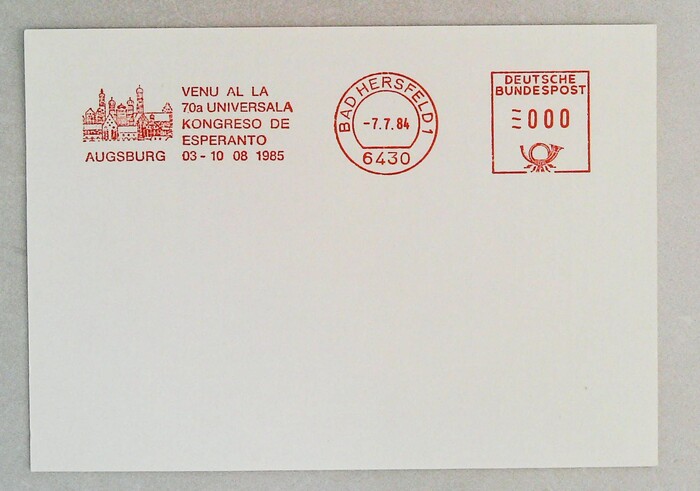 VENU AL LA
70a UNIVERSALA
KONGRESO DE
ESPERANTO
AUGSBURG 03 - 10 08 1985
BAD HERSFELD 1
-7.7.84
6430
DEUTSCHE
BUNDESPOST
000